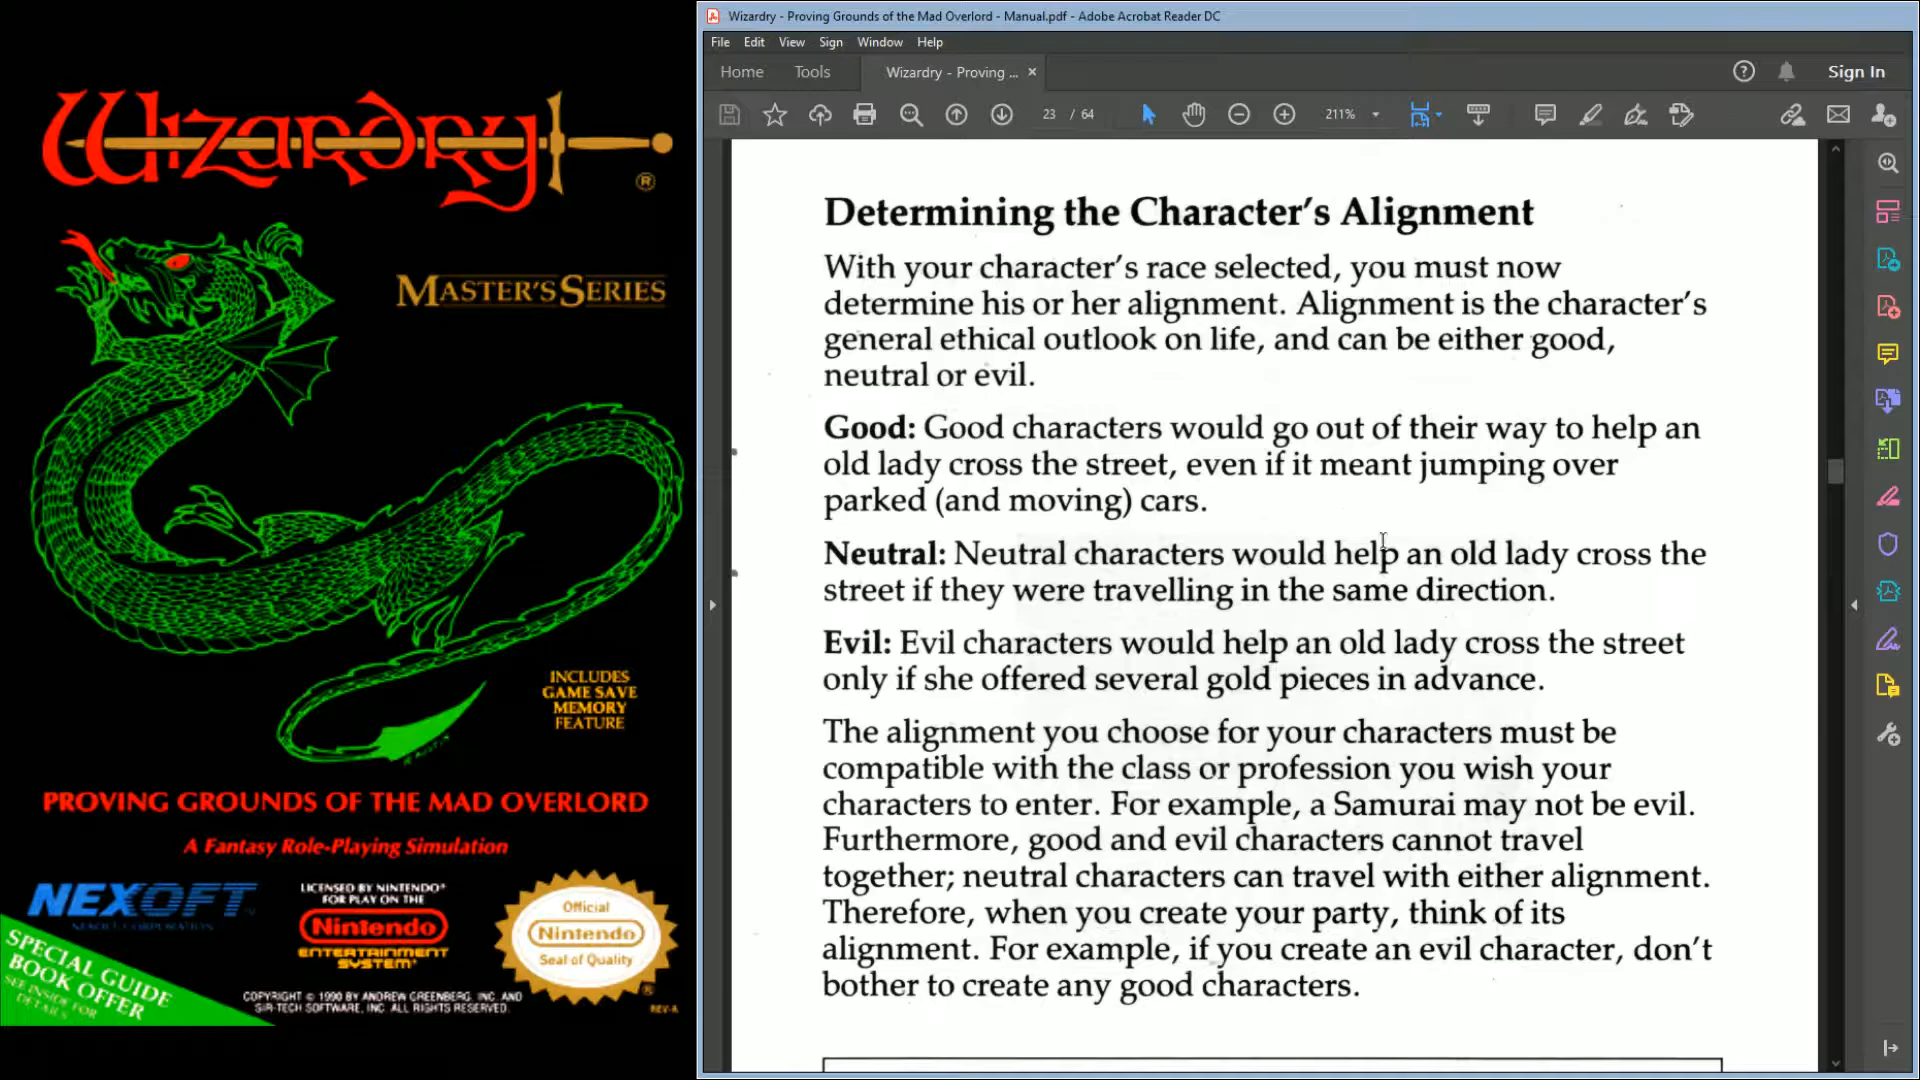 Wizardry
®
MASTER'S SERIES
INCLUDES
GAME SAVE
MEMORY
FEATURE
PROVING GROUNDS OF THE MAD OVERLORD
A Fantasy Role-Playing Simulation
NEXOFT
NEXOFT CORPORATION
LICENSED BY NINTENDO®
FOR PLAY ON THE
Nintendo
ENTERTAINMENT
SYSTEM
Official
Nintendo
Seal of Quality
SPECIAL GUIDE
BOOK OFFER
SEE INSIDE FOR
DETAILS
COPYRIGHT © 1990 BY ANDREW GREENBERG, INC. AND
SIR-TECH SOFTWARE, INC. ALL RIGHTS RESERVED.
REV-A
Wizardry - Proving Grounds of the Mad Overlord - Manual.pdf - Adobe Acrobat Reader DC
File Edit View Sign Window Help
Home Tools Wizardry - Proving ... × Sign In
23 / 64 211%
Determining the Character's Alignment
With your character's race selected, you must now
determine his or her alignment. Alignment is the character's
general ethical outlook on life, and can be either good,
neutral or evil.
Good: Good characters would go out of their way to help an
old lady cross the street, even if it meant jumping over
parked (and moving) cars.
Neutral: Neutral characters would help an old lady cross the
street if they were travelling in the same direction.
Evil: Evil characters would help an old lady cross the street
only if she offered several gold pieces in advance.
The alignment you choose for your characters must be
compatible with the class or profession you wish your
characters to enter. For example, a Samurai may not be evil.
Furthermore, good and evil characters cannot travel
together; neutral characters can travel with either alignment.
Therefore, when you create your party, think of its
alignment. For example, if you create an evil character, don't
bother to create any good characters.